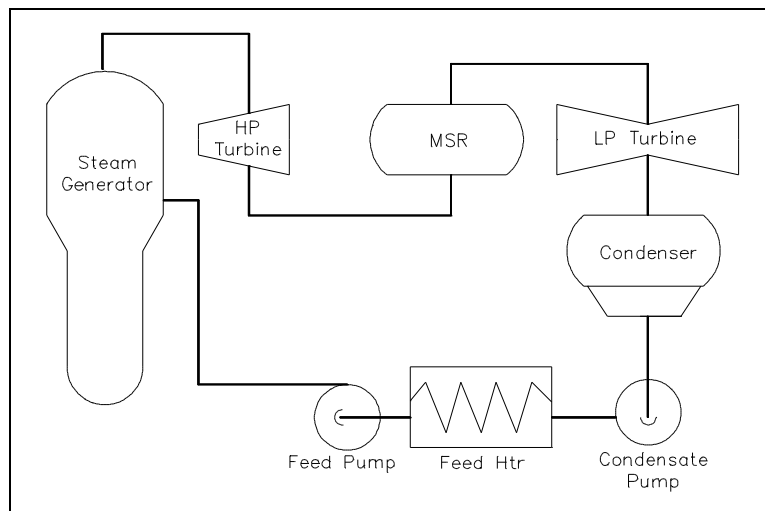 Steam
Generator
HP
Turbine
MSR
LP Turbine
Condenser
Feed Pump
Feed Htr
Condensate
Pump